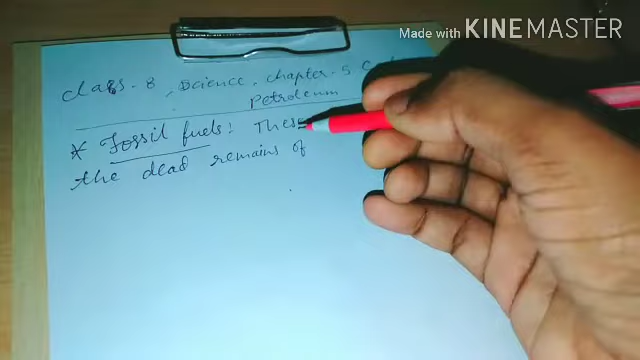 Made with KINEMASTER
Class. 8, Science, chapter. 5. C
Petroleum
* Fossil fuels! These
the dead remains of